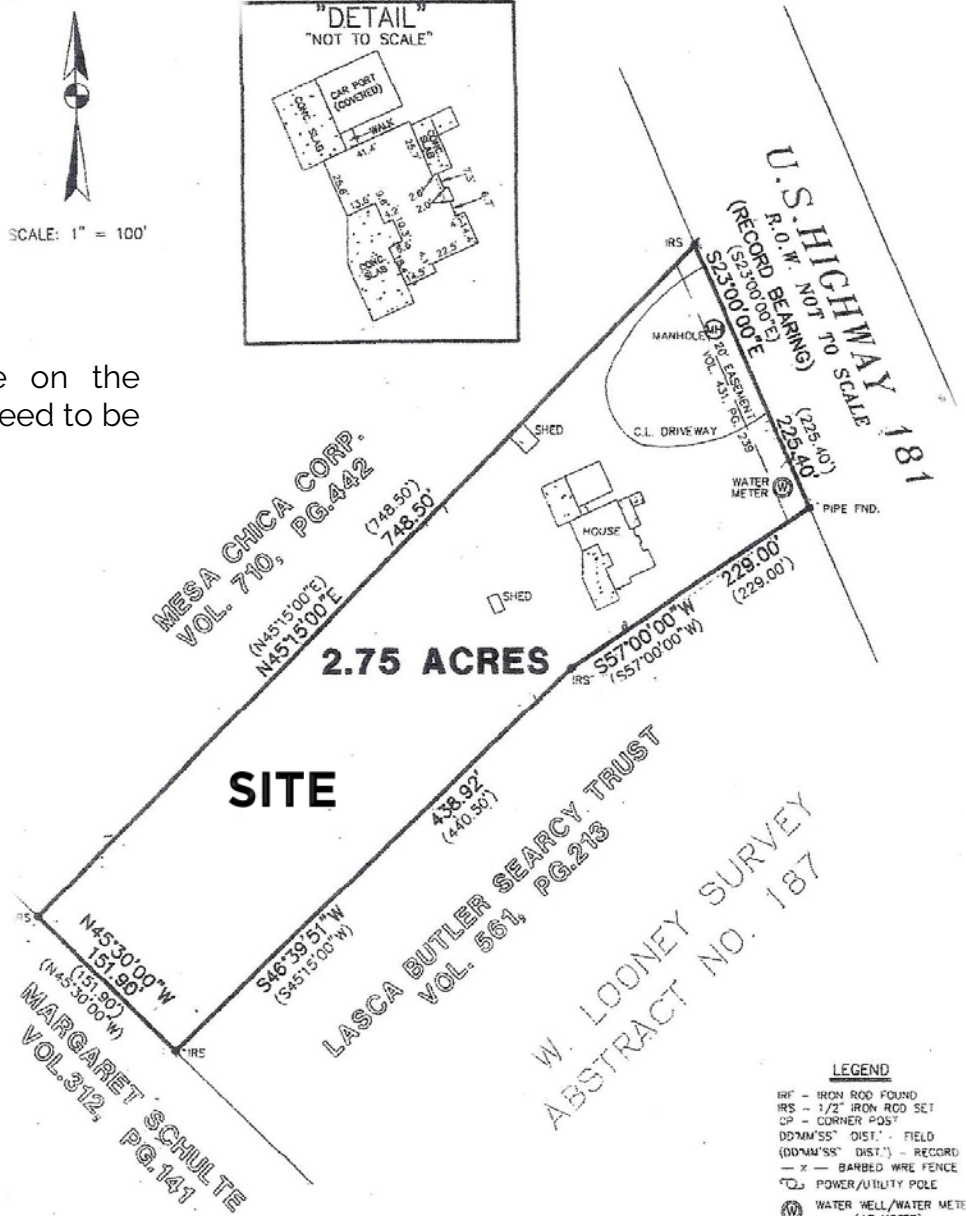 "DETAIL"
"NOT TO SCALE"
CONC. SLAB
CAR PORT
(COVERED)
WALK
CONC.
SLAB
41.4'
25.7'
25.6'
13.6'
7.3'
2.0'
2.0'
6.7'
22.5'
14.5'
CONC.
SLAB
SCALE: 1" = 100'
e on the
eed to be
U.S. HIGHWAY 181
R.O.W. NOT TO SCALE
(RECORD BEARING)
(S23°00'00"E)
S23°00'00"E
(225.40')
225.40'
IRS
MANHOLE
MH
20' EASEMENT
VOL. 431, PG. 239
SHED
C.L. DRIVEWAY
WATER
METER
W
PIPE FND.
HOUSE
SHED
MESA CHICA CORP.
VOL. 710, PG.442
(748.50')
748.50'
(N45°15'00"E)
N45°15'00"E
2.75 ACRES
229.00'
(229.00')
S57°00'00"W
(S57°00'00"W)
IRS
SITE
438.92'
(440.50')
S46°39'51"W
(S45°15'00"W)
LASCA BUTLER SEARCY TRUST
VOL. 561, PG.213
W. LOONEY SURVEY
ABSTRACT NO. 187
RS
N45°30'00"W
151.90'
(151.90')
(N45°30'00"W)
IRS
MARGARET SCHULTE
VOL.312, PG.141
LEGEND
IRF - IRON ROD FOUND
IRS - 1/2" IRON ROD SET
CP - CORNER POST
DD°MM'SS" DIST.' - FIELD
(DD°MM'SS" DIST.') - RECORD
— x — BARBED WIRE FENCE
POWER/UTILITY POLE
W WATER WELL/WATER METE